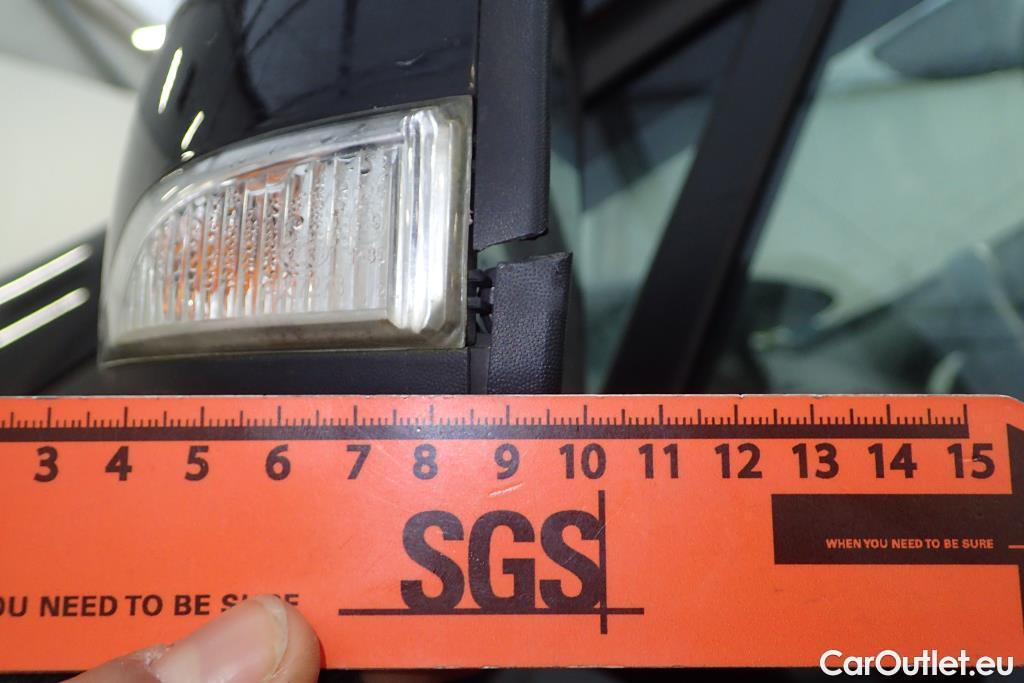 3 4 5 6 7 8 9 10 11 12 13 14 15
SGS
WHEN YOU NEED TO BE SURE
OU NEED TO BE SURE
CarOutlet.eu